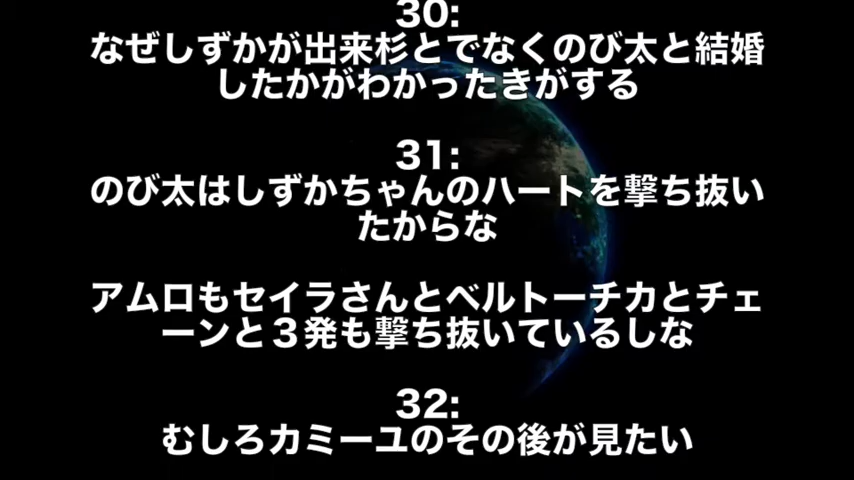 30:
なぜしずかが出来杉とでなくのび太と結婚
したかがわかったきがする
31:
のび太はしずかちゃんのハートを撃ち抜い
たからな
アムロもセイラさんとベルトーチカとチェ
ーンと３発も撃ち抜いているしな
32:
むしろカミーユのその後が見たい